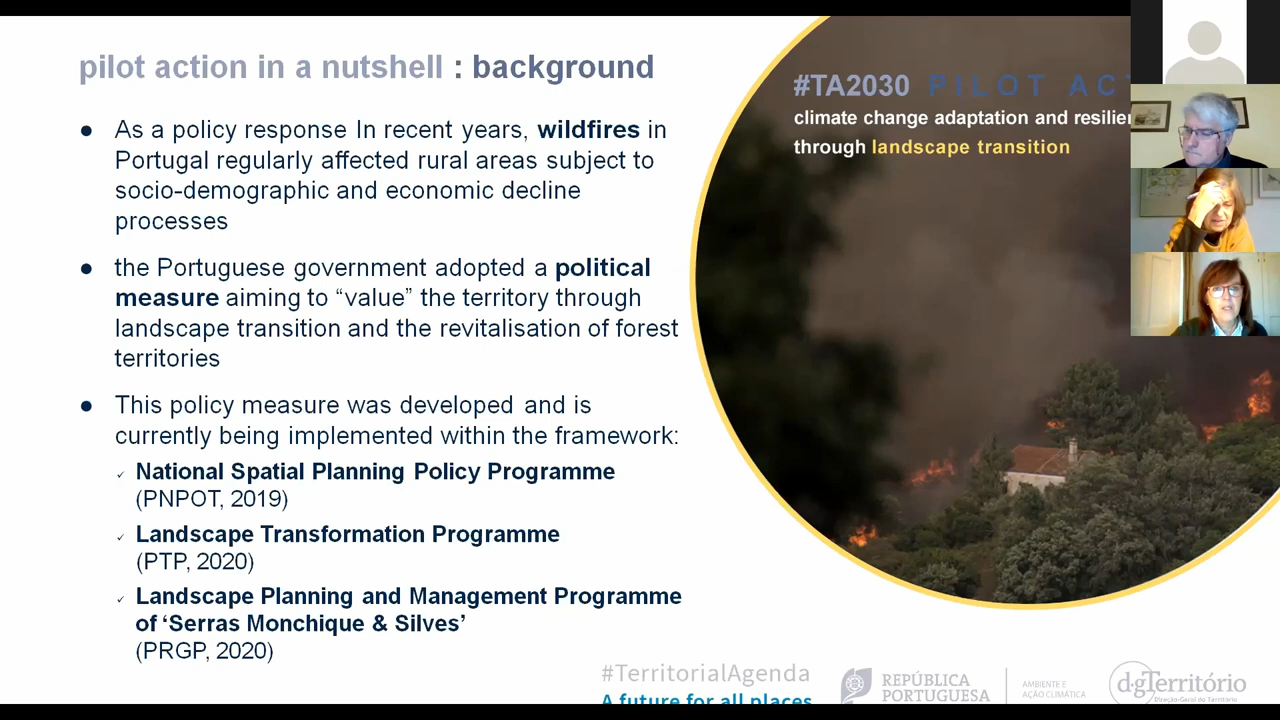 pilot action in a nutshell : background
● As a policy response In recent years, wildfires in
Portugal regularly affected rural areas subject to
socio-demographic and economic decline
processes
● the Portuguese government adopted a political
measure aiming to “value” the territory through
landscape transition and the revitalisation of forest
territories
● This policy measure was developed and is
currently being implemented within the framework:
✓ National Spatial Planning Policy Programme
(PNPOT, 2019)
✓ Landscape Transformation Programme
(PTP, 2020)
✓ Landscape Planning and Management Programme
of ‘Serras Monchique & Silves’
(PRGP, 2020)
#TA2030 PILOT AC
climate change adaptation and resilien
through landscape transition
#TerritorialAgenda
A future for all places
REPÚBLICA
PORTUGUESA
AMBIENTE E
AÇÃO CLIMÁTICA
dgTerritório
Direção-Geral do Território